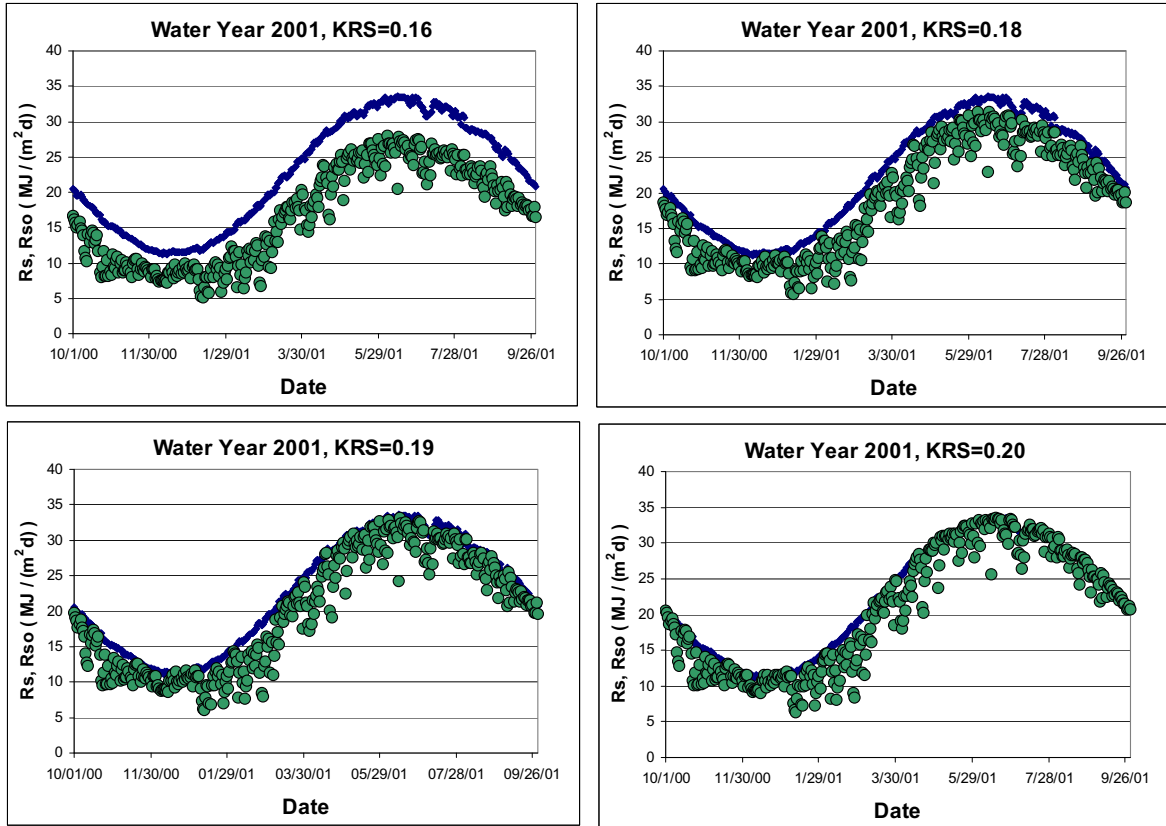 Water Year 2001, KRS=0.16
Rs, Rso ( MJ / (m²d) )
40
35
30
25
20
15
10
5
0
10/1/00 11/30/00 1/29/01 3/30/01 5/29/01 7/28/01 9/26/01
Date
Water Year 2001, KRS=0.18
Rs, Rso ( MJ / (m²d) )
40
35
30
25
20
15
10
5
0
10/1/00 11/30/00 1/29/01 3/30/01 5/29/01 7/28/01 9/26/01
Date
Water Year 2001, KRS=0.19
Rs, Rso ( MJ / (m²d) )
40
35
30
25
20
15
10
5
0
10/01/00 11/30/00 01/29/01 03/30/01 05/29/01 07/28/01 09/26/01
Date
Water Year 2001, KRS=0.20
Rs, Rso ( MJ / (m²d) )
40
35
30
25
20
15
10
5
0
10/1/00 11/30/00 1/29/01 3/30/01 5/29/01 7/28/01 9/26/01
Date